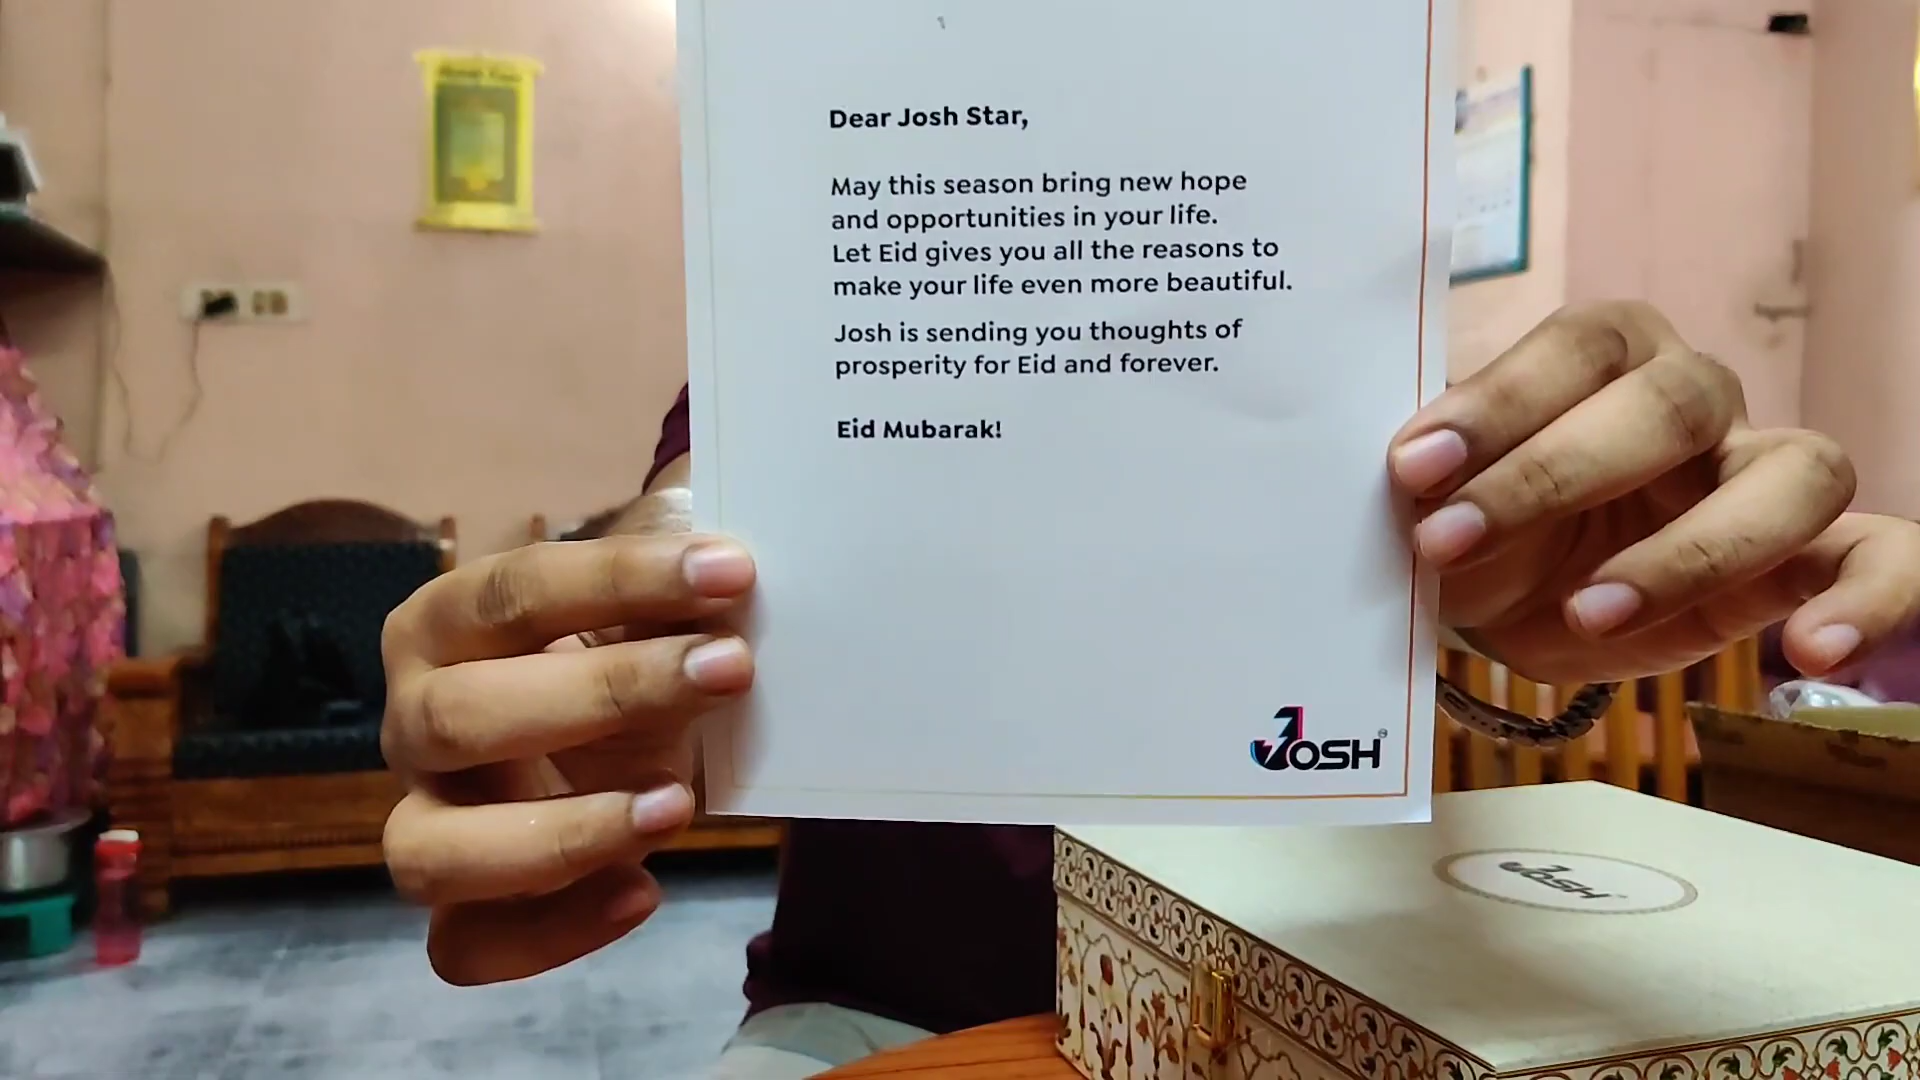 Dear Josh Star,
May this season bring new hope
and opportunities in your life.
Let Eid gives you all the reasons to
make your life even more beautiful.
Josh is sending you thoughts of
prosperity for Eid and forever.
Eid Mubarak!
JOSH
JOSH